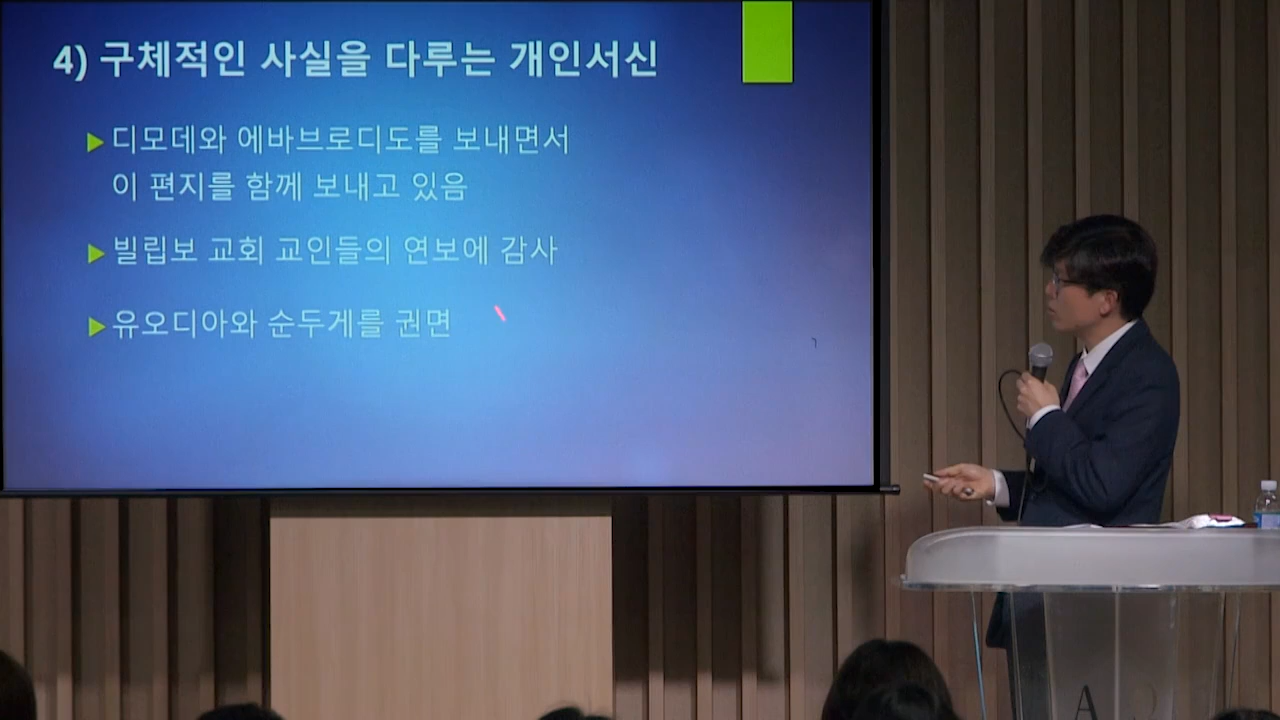 4) 구체적인 사실을 다루는 개인서신
디모데와 에바브로디도를 보내면서
이 편지를 함께 보내고 있음
빌립보 교회 교인들의 연보에 감사
유오디아와 순두게를 권면
A